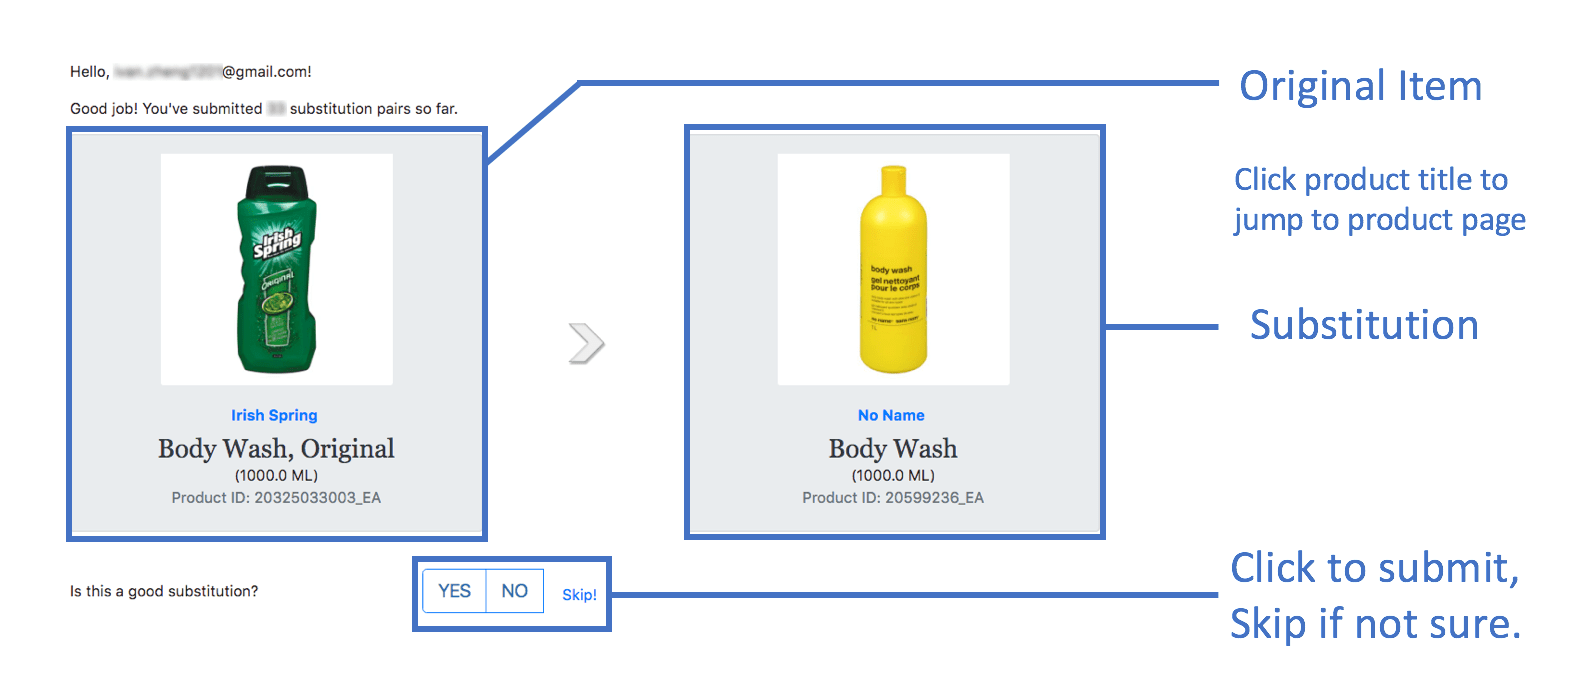 Hello, @gmail.com!
Good job! You've submitted substitution pairs so far.
Original Item
Click product title to
jump to product page
Irish
Spring
ORIGINAL
body wash
gel nettoyant
pour le corps
1L
Substitution
Irish Spring
Body Wash, Original
(1000.0 ML)
Product ID: 20325033003_EA
No Name
Body Wash
(1000.0 ML)
Product ID: 20599236_EA
Is this a good substitution?
YES
NO
Skip!
Click to submit,
Skip if not sure.